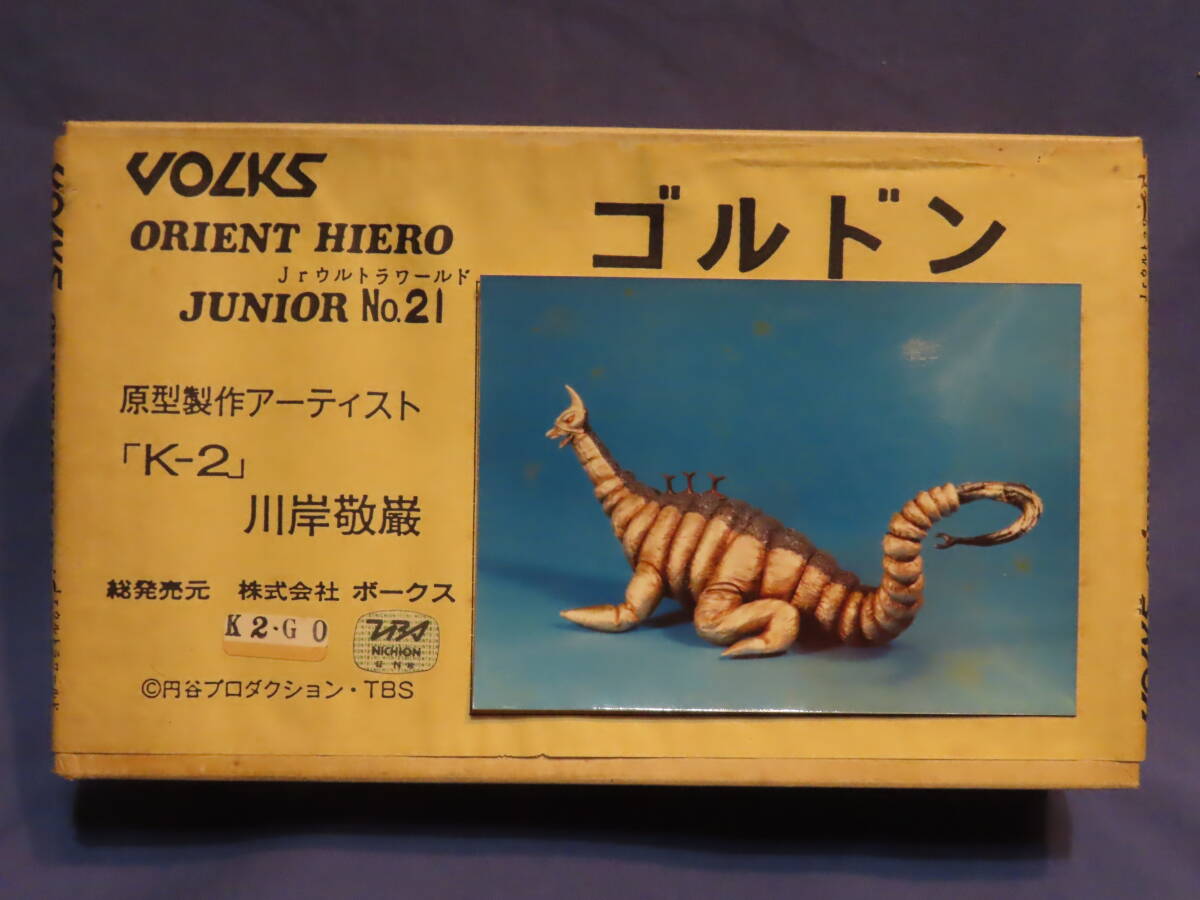 VOLKS
ORIENT HIERO
Jrウルトラワールド
JUNIOR No.21
ゴルドン
原型製作アーティスト
「K-2」
川岸敬巌
総発売元 株式会社 ボークス
K2・GO
TBS
NICHION
©円谷プロダクション・TBS
VOLKS